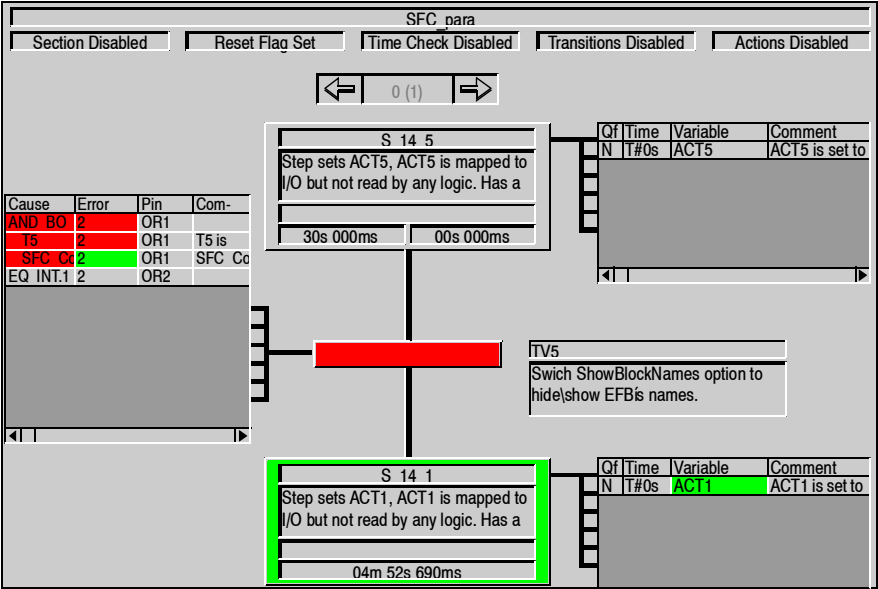 SFC_para
Section Disabled Reset Flag Set Time Check Disabled Transitions Disabled Actions Disabled
0 (1)
S_14_5
Step sets ACT5, ACT5 is mapped to
I/O but not read by any logic. Has a
30s 000ms 00s 000ms
Qf Time Variable Comment
N T#0s ACT5 ACT5 is set to
Cause Error Pin Com-
AND_BO 2 OR1
T5 2 OR1 T5 is
SFC_Co 2 OR1 SFC_Co
EQ_INT.1 2 OR2
TV5
Swich ShowBlockNames option to
hide\show EFBís names.
S_14_1
Step sets ACT1, ACT1 is mapped to
I/O but not read by any logic. Has a
04m 52s 690ms
Qf Time Variable Comment
N T#0s ACT1 ACT1 is set to